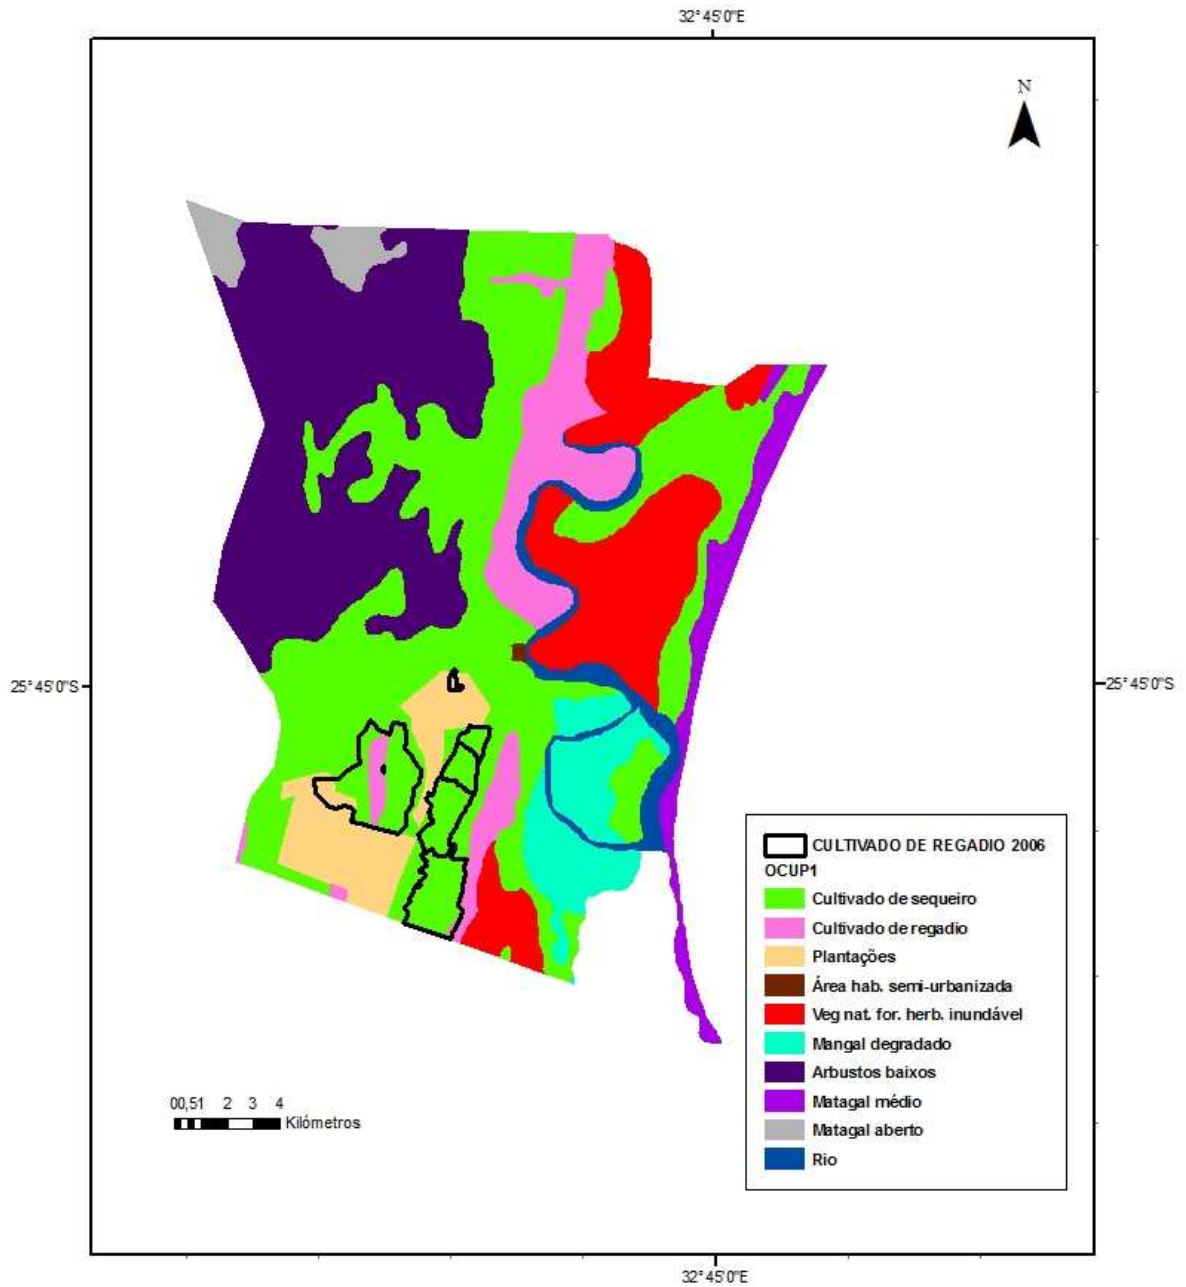 32°45'0"E
N
25°45'0"S
25°45'0"S
CULTIVADO DE REGADIO 2006
OCUP1
Cultivado de sequeiro
Cultivado de regadio
Plantações
Área hab. semi-urbanizada
Veg nat. for. herb. inundável
Mangal degradado
Arbustos baixos
Matagal médio
Matagal aberto
Rio
00,51 2 3 4
Kilómetros
32°45'0"E